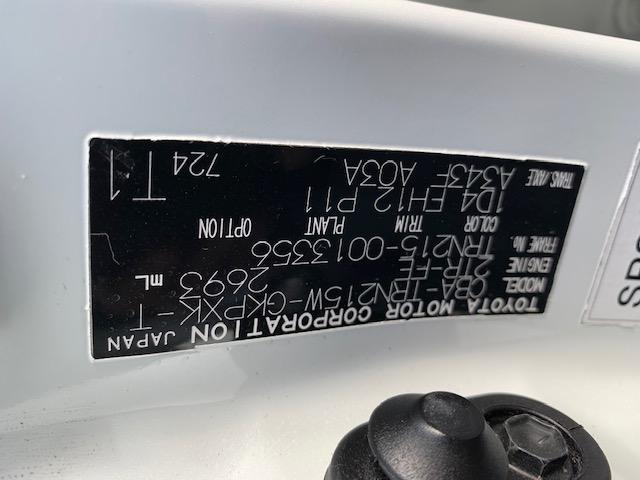 TOYOTA MOTOR CORPORATION JAPAN
MODEL CBA-TRN215W-GKPXK-T
ENGINE 2TR-FE 2693 mL
FRAME No. TRN215-0013356
COLOR TRIM PLANT OPTION
1D4 FH12 P11
TRANS./AXLE
A343F A03A
724 T1